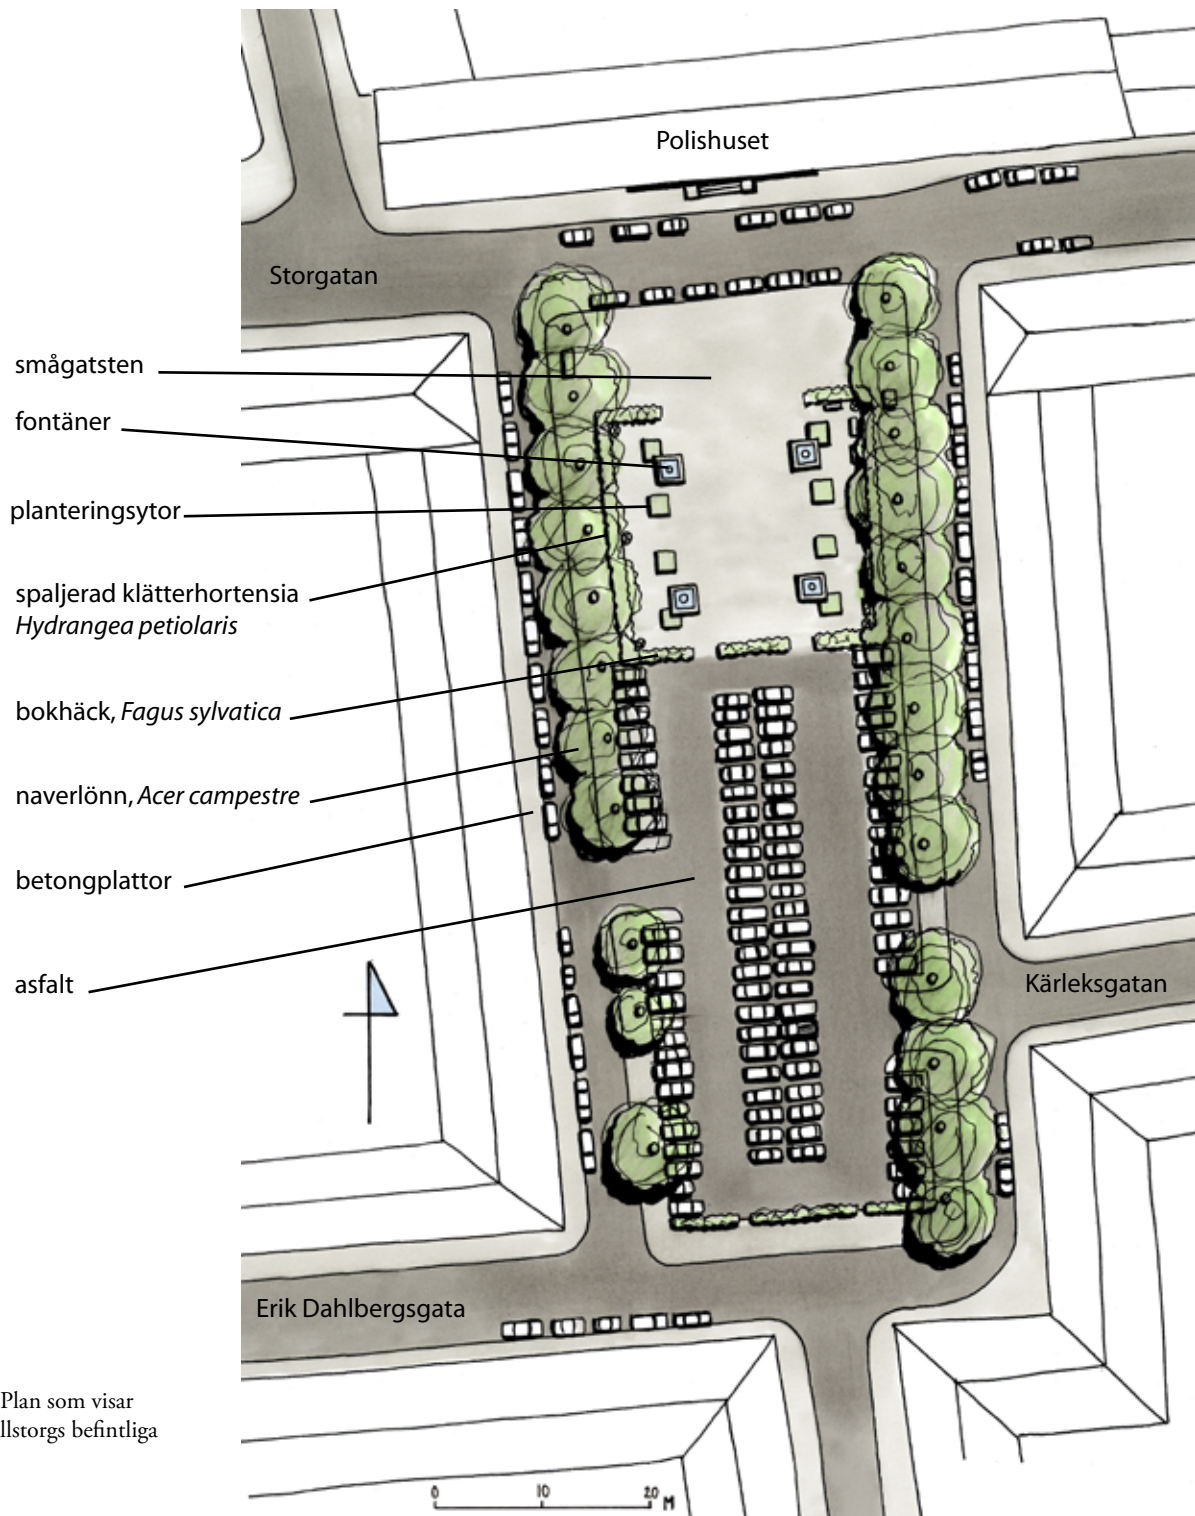 Polishuset
Storgatan
smågatsten
fontäner
planteringsytor
spaljerad klätterhortensia
Hydrangea petiolaris
bokhäck, Fagus sylvatica
naverlönn, Acer campestre
betongplattor
asfalt
Kärleksgatan
Erik Dahlbergsgata
Plan som visar
llstorgs befintliga
0 10 20 M